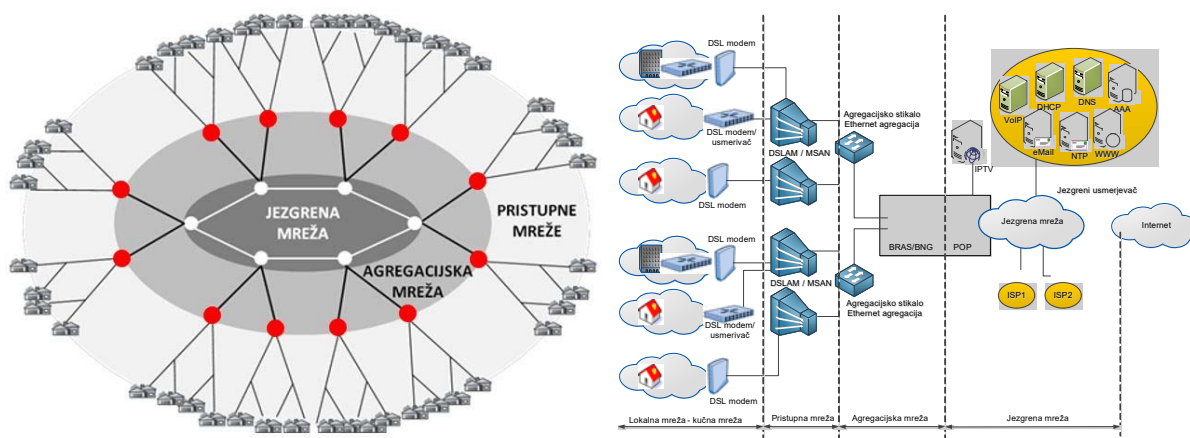 JEZGRENA
MREŽA
PRISTUPNE
MREŽE
AGREGACIJSKA
MREŽA
DSL modem
DSL modem/
usmerivač
DSL modem
DSL modem
DSL modem/
usmerivač
DSL modem
DSLAM / MSAN
DSLAM / MSAN
Agregacijsko stikalo
Ethernet agregacija
Agregacijsko stikalo
Ethernet agregacija
BRAS/BNG
POP
IPTV
VoIP
DHCP
DNS
AAA
eMail
NTP
WWW
Jezgreni usmerjevač
Jezgrena mreža
Internet
ISP1
ISP2
Lokalna mreža - kučna mreža
Pristupna mreža
Agregacijska mreža
Jezgrena mreža